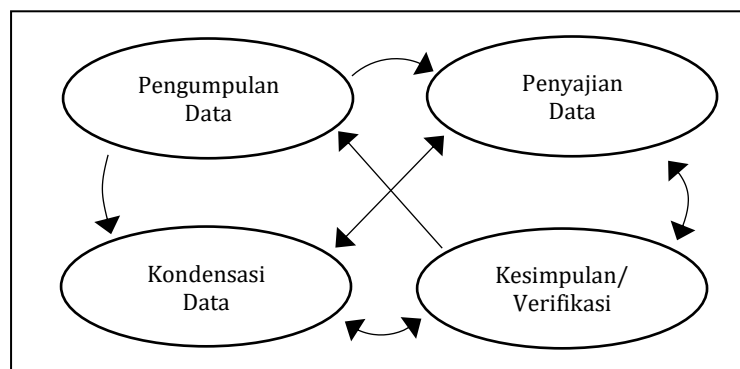 Pengumpulan
Data
Penyajian
Data
Kondensasi
Data
Kesimpulan/
Verifikasi